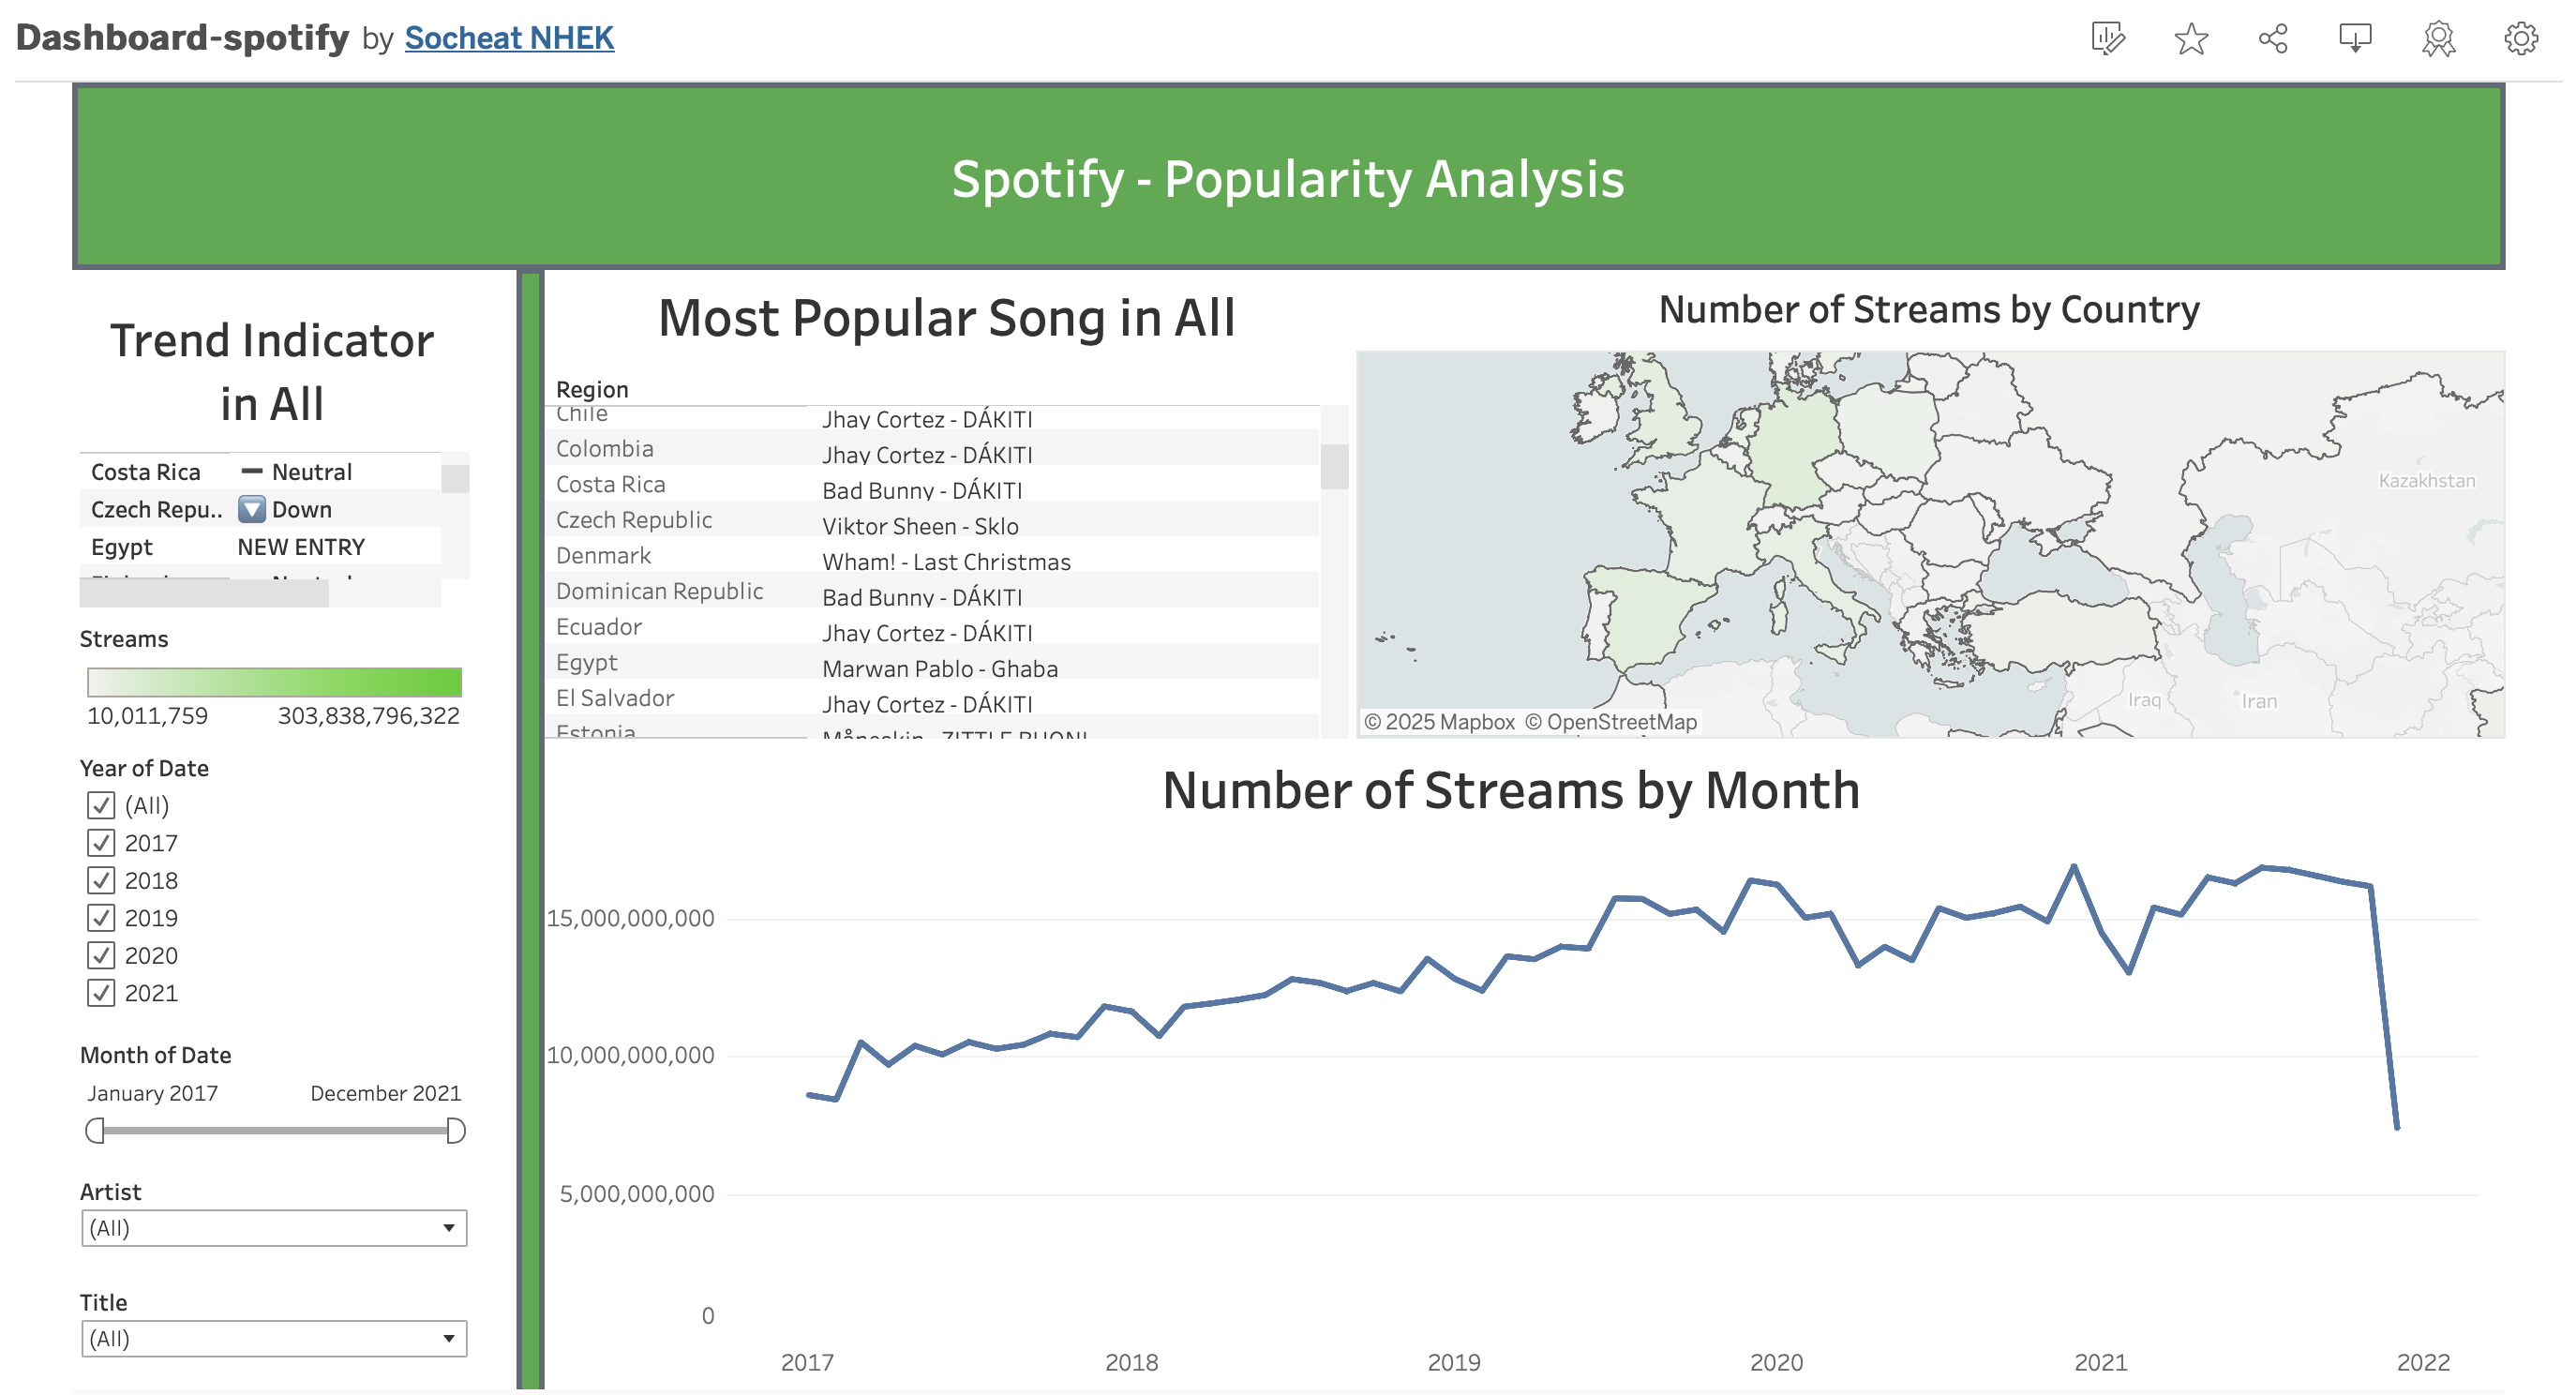 Dashboard-spotify by Socheat NHEK
Spotify - Popularity Analysis
Trend Indicator
in All
Costa Rica Neutral
Czech Repu.. Down
Egypt NEW ENTRY
Streams
10,011,759 303,838,796,322
Year of Date
(All)
2017
2018
2019
2020
2021
Month of Date
January 2017 December 2021
Artist
(All)
Title
(All)
Most Popular Song in All
Region
Chile Jhay Cortez - DÁKITI
Colombia Jhay Cortez - DÁKITI
Costa Rica Bad Bunny - DÁKITI
Czech Republic Viktor Sheen - Sklo
Denmark Wham! - Last Christmas
Dominican Republic Bad Bunny - DÁKITI
Ecuador Jhay Cortez - DÁKITI
Egypt Marwan Pablo - Ghaba
El Salvador Jhay Cortez - DÁKITI
Estonia Måneskin - ZITTI E BUONI
Number of Streams by Country
Kazakhstan
Iraq
Iran
© 2025 Mapbox © OpenStreetMap
Number of Streams by Month
15,000,000,000
10,000,000,000
5,000,000,000
0
2017 2018 2019 2020 2021 2022